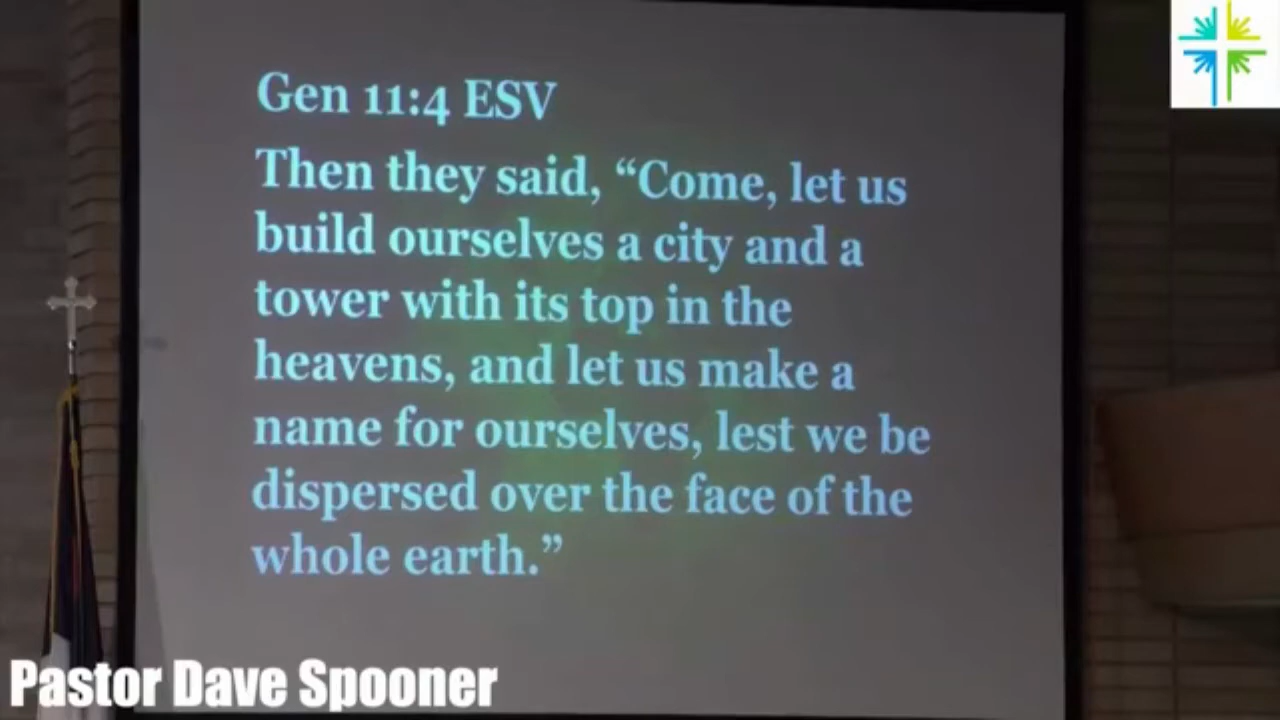 Gen 11:4 ESV
Then they said, “Come, let us
build ourselves a city and a
tower with its top in the
heavens, and let us make a
name for ourselves, lest we be
dispersed over the face of the
whole earth.”
Pastor Dave Spooner